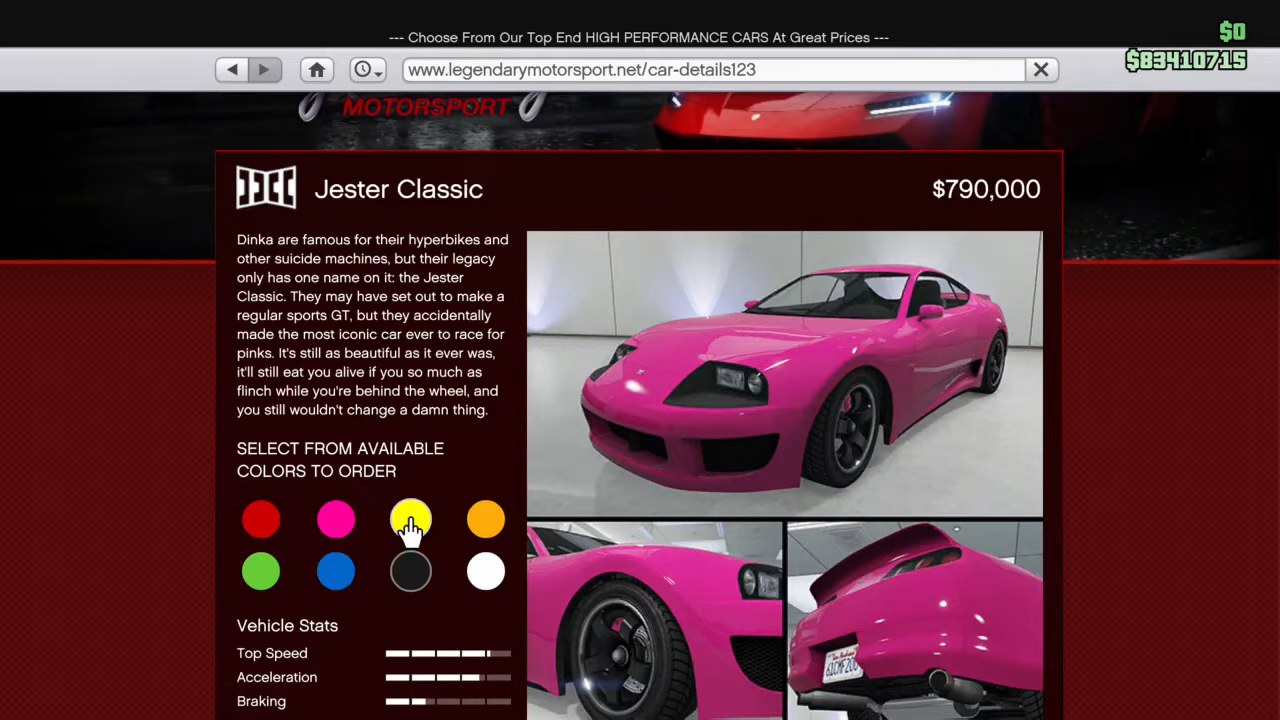 --- Choose From Our Top End HIGH PERFORMANCE CARS At Great Prices ---
$0
$83410715
www.legendarymotorsport.net/car-details123
MOTORSPORT
Jester Classic
$790,000
Dinka are famous for their hyperbikes and
other suicide machines, but their legacy
only has one name on it: the Jester
Classic. They may have set out to make a
regular sports GT, but they accidentally
made the most iconic car ever to race for
pinks. It's still as beautiful as it ever was,
it'll still eat you alive if you so much as
flinch while you're behind the wheel, and
you still wouldn't change a damn thing.
SELECT FROM AVAILABLE
COLORS TO ORDER
Vehicle Stats
Top Speed
Acceleration
Braking